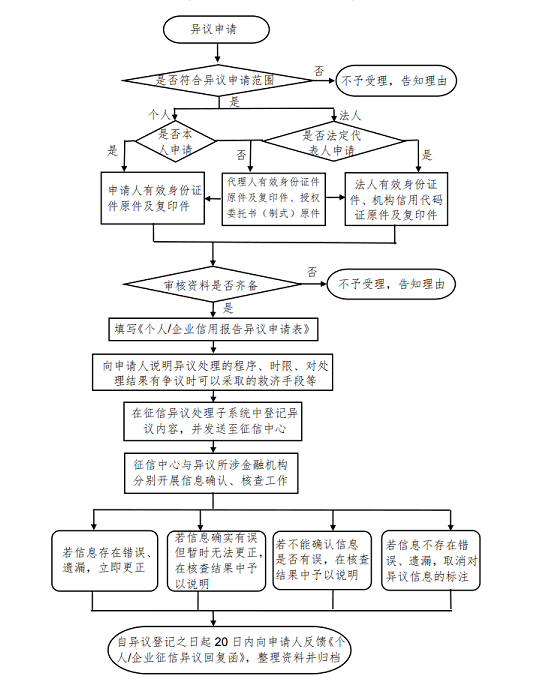 异议申请
是否符合异议申请范围
否
不予受理，告知理由
是
个人
法人
是否本
人申请
是否法定代
表人申请
是
否
是
申请人有效身份证
件原件及复印件
代理人有效身份证件
原件及复印件、授权
委托书（制式）原件
法人有效身份证
件、机构信用代码
证原件及复印件
审核资料是否齐备
否
不予受理，告知理由
是
填写《个人/企业信用报告异议申请表》
向申请人说明异议处理的程序、时限、对处
理结果有争议时可以采取的救济手段等
在征信异议处理子系统中登记异
议内容，并发送至征信中心
征信中心与异议所涉金融机构
分别开展信息确认、核查工作
若信息存在错误、
遗漏，立即更正
若信息确实有误
但暂时无法更正，
在核查结果中予
以说明
若不能确认信息
是否有误，在核查
结果中予以说明
若信息不存在错
误、遗漏，取消对
异议信息的标注
自异议登记之日起 20 日内向申请人反馈《个
人/企业征信异议回复函》，整理资料并归档